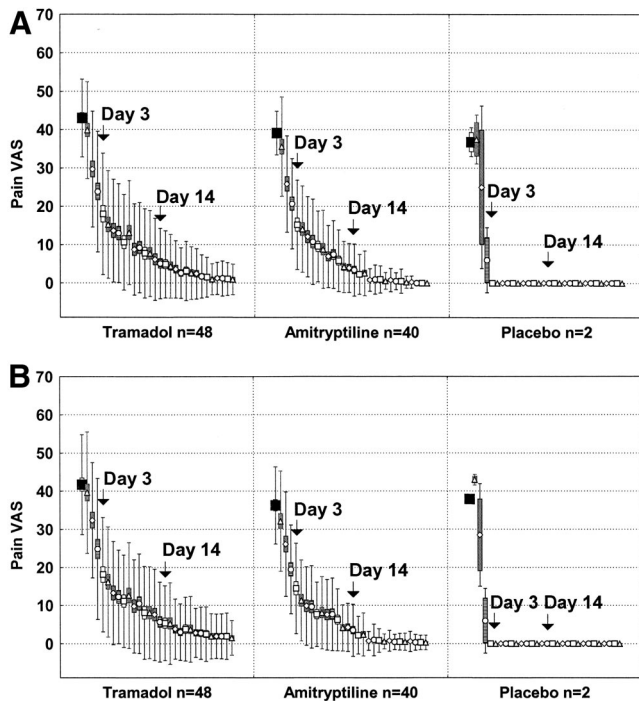 A
70
60
50
40
30
20
10
0
Pain VAS
Day 3
Day 14
Day 3
Day 14
Day 3
Day 14
Tramadol n=48
Amitryptiline n=40
Placebo n=2
B
70
60
50
40
30
20
10
0
Pain VAS
Day 3
Day 14
Day 3
Day 14
Day 3 Day 14
Tramadol n=48
Amitryptiline n=40
Placebo n=2